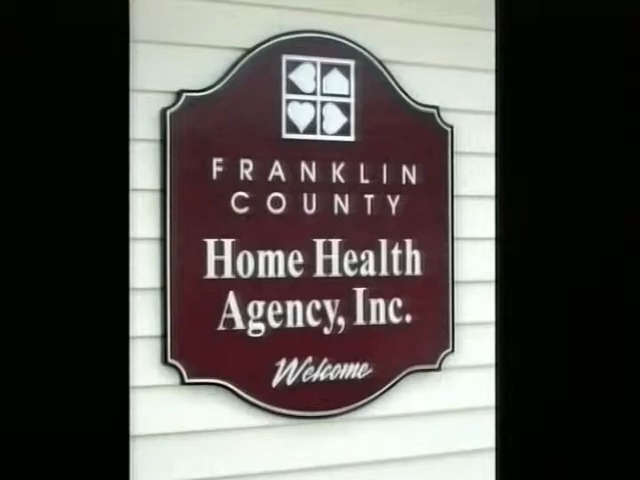 FRANKLIN
COUNTY
Home Health
Agency, Inc.
Welcome